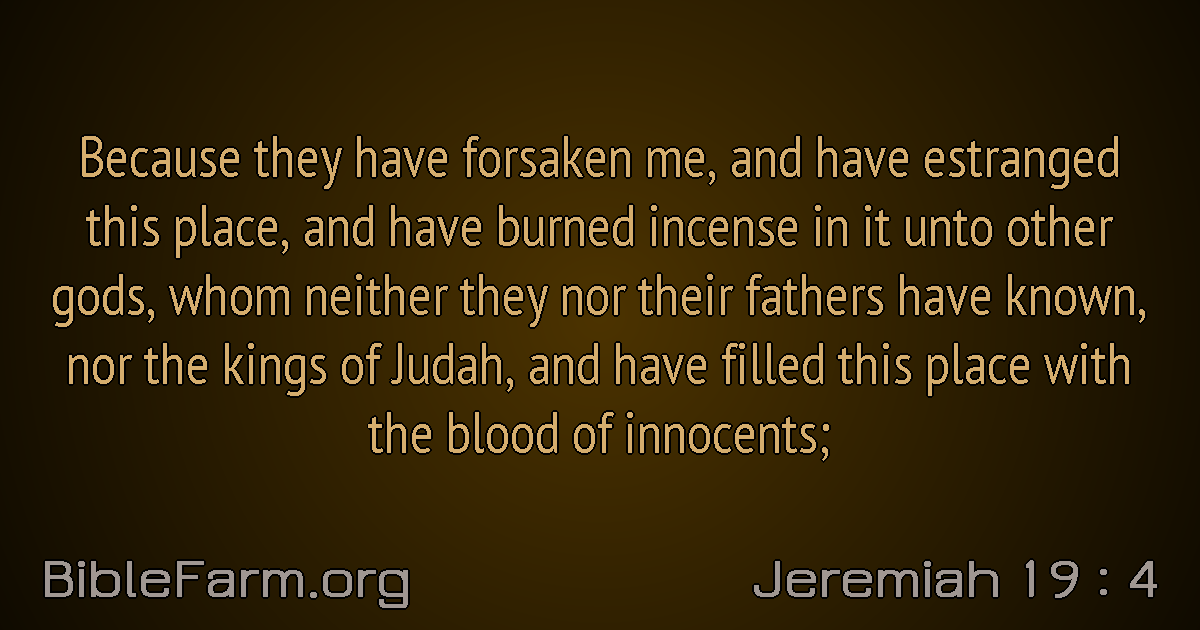 Because they have forsaken me, and have estranged
this place, and have burned incense in it unto other
gods, whom neither they nor their fathers have known,
nor the kings of Judah, and have filled this place with
the blood of innocents;
BibleFarm.org
Jeremiah 19 : 4